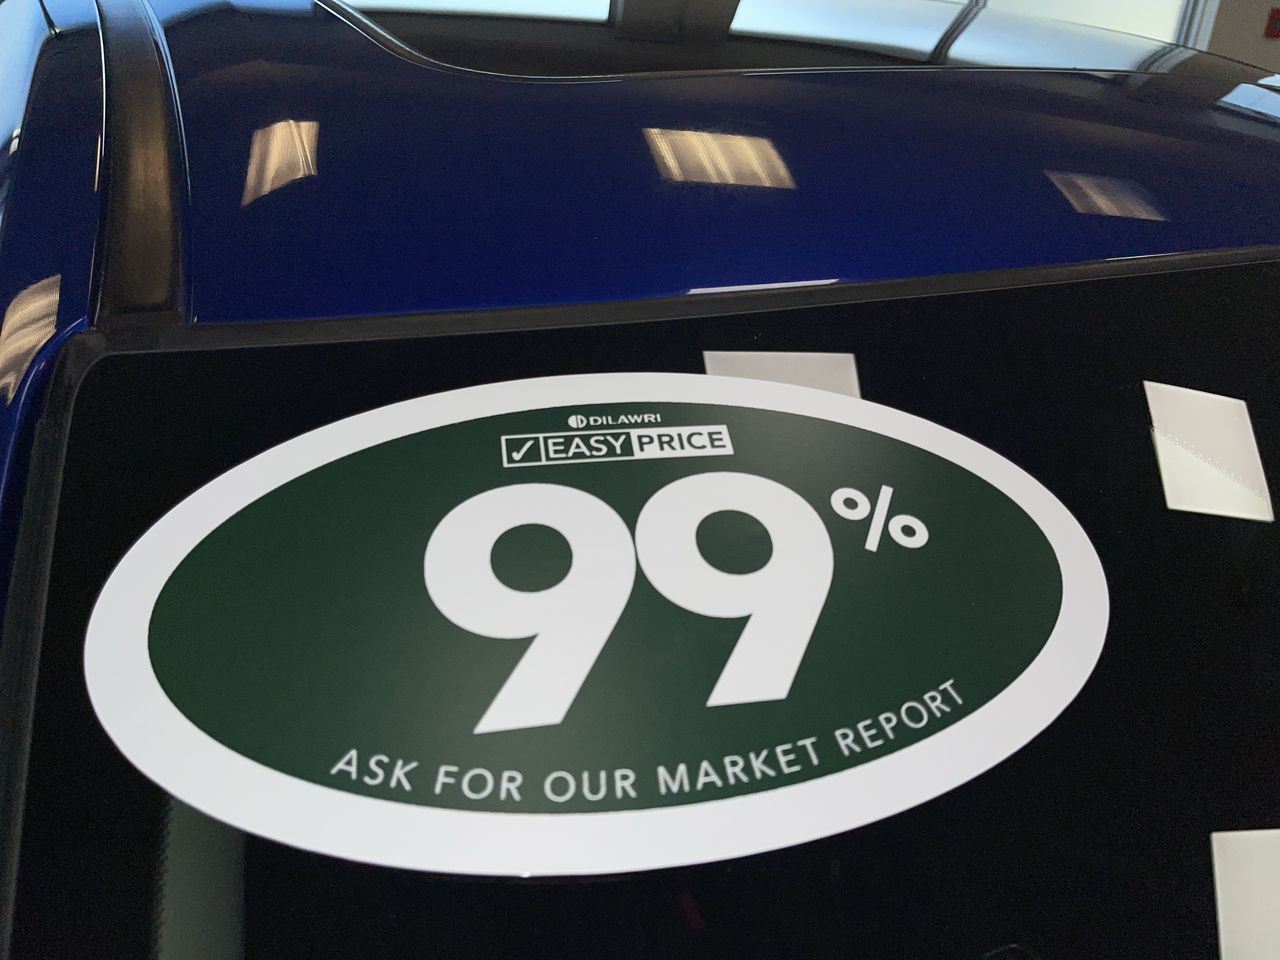 DILAWRI
✓ EASY PRICE
99%
ASK FOR OUR MARKET REPORT